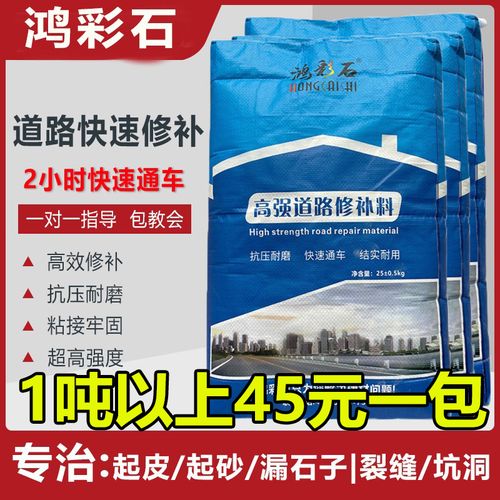 鸿彩石
道路快速修补
2小时快速通车
一对一指导 包教会
高效修补
抗压耐磨
粘接牢固
超高强度
鸿彩石
HONGCAISHI
高强道路修补料
High strength road repair material
抗压耐磨 快速通车 结实耐用
净含量：25±0.5kg
1吨以上45元一包
专治：起皮/起砂/漏石子|裂缝/坑洞